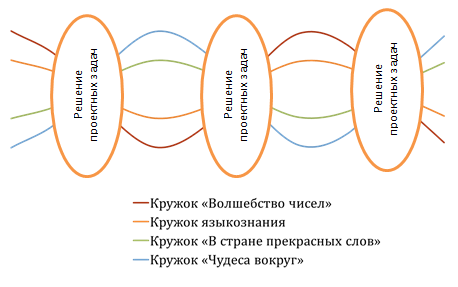 Решение
проектных задач
Решение
проектных задач
Решение
проектных задач
Кружок «Волшебство чисел»
Кружок языкознания
Кружок «В стране прекрасных слов»
Кружок «Чудеса вокруг»